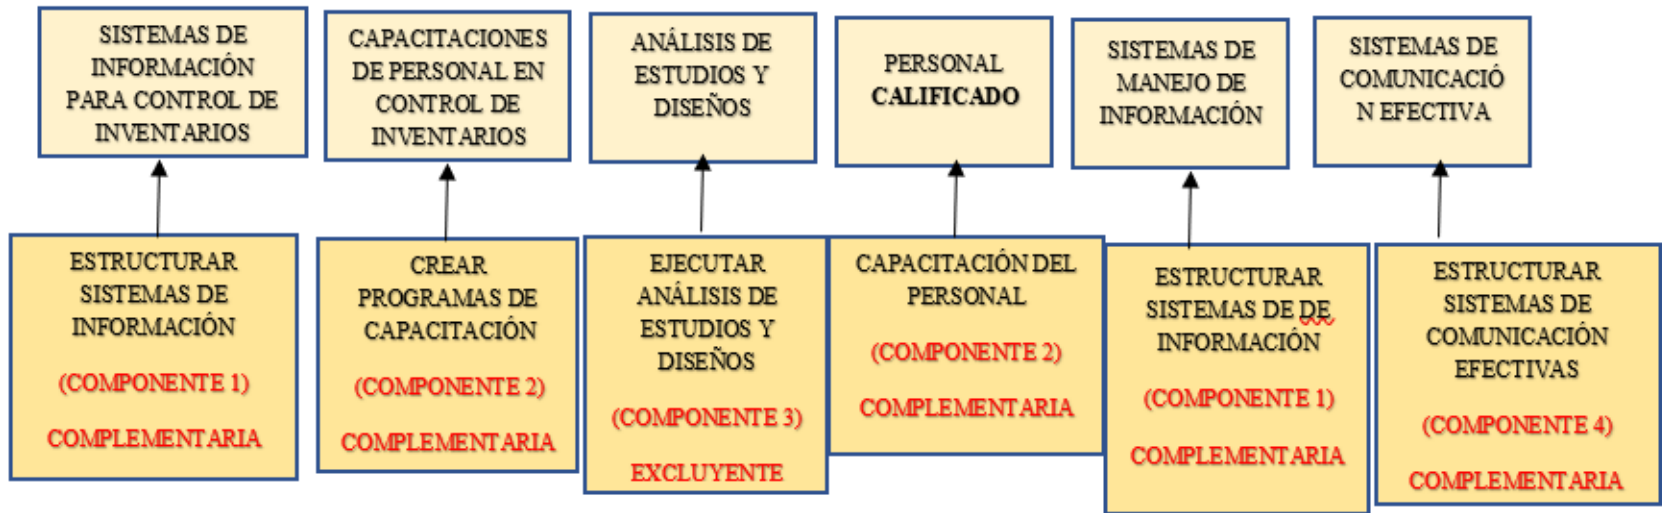 SISTEMAS DE
INFORMACIÓN
PARA CONTROL DE
INVENTARIOS
CAPACITACIONES
DE PERSONAL EN
CONTROL DE
INVENTARIOS
ANÁLISIS DE
ESTUDIOS Y
DISEÑOS
PERSONAL
CALIFICADO
SISTEMAS DE
MANEJO DE
INFORMACIÓN
SISTEMAS DE
COMUNICACIÓ
N EFECTIVA
ESTRUCTURAR
SISTEMAS DE
INFORMACIÓN
(COMPONENTE 1)
COMPLEMENTARIA
CREAR
PROGRAMAS DE
CAPACITACIÓN
(COMPONENTE 2)
COMPLEMENTARIA
EJECUTAR
ANÁLISIS DE
ESTUDIOS Y
DISEÑOS
(COMPONENTE 3)
EXCLUYENTE
CAPACITACIÓN DEL
PERSONAL
(COMPONENTE 2)
COMPLEMENTARIA
ESTRUCTURAR
SISTEMAS DE DE
INFORMACIÓN
(COMPONENTE 1)
COMPLEMENTARIA
ESTRUCTURAR
SISTEMAS DE
COMUNICACIÓN
EFECTIVAS
(COMPONENTE 4)
COMPLEMENTARIA